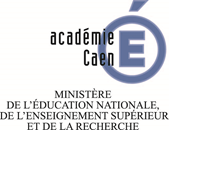 académie
Caen
É
MINISTÈRE
DE L'ÉDUCATION NATIONALE,
DE L'ENSEIGNEMENT SUPÉRIEUR
ET DE LA RECHERCHE